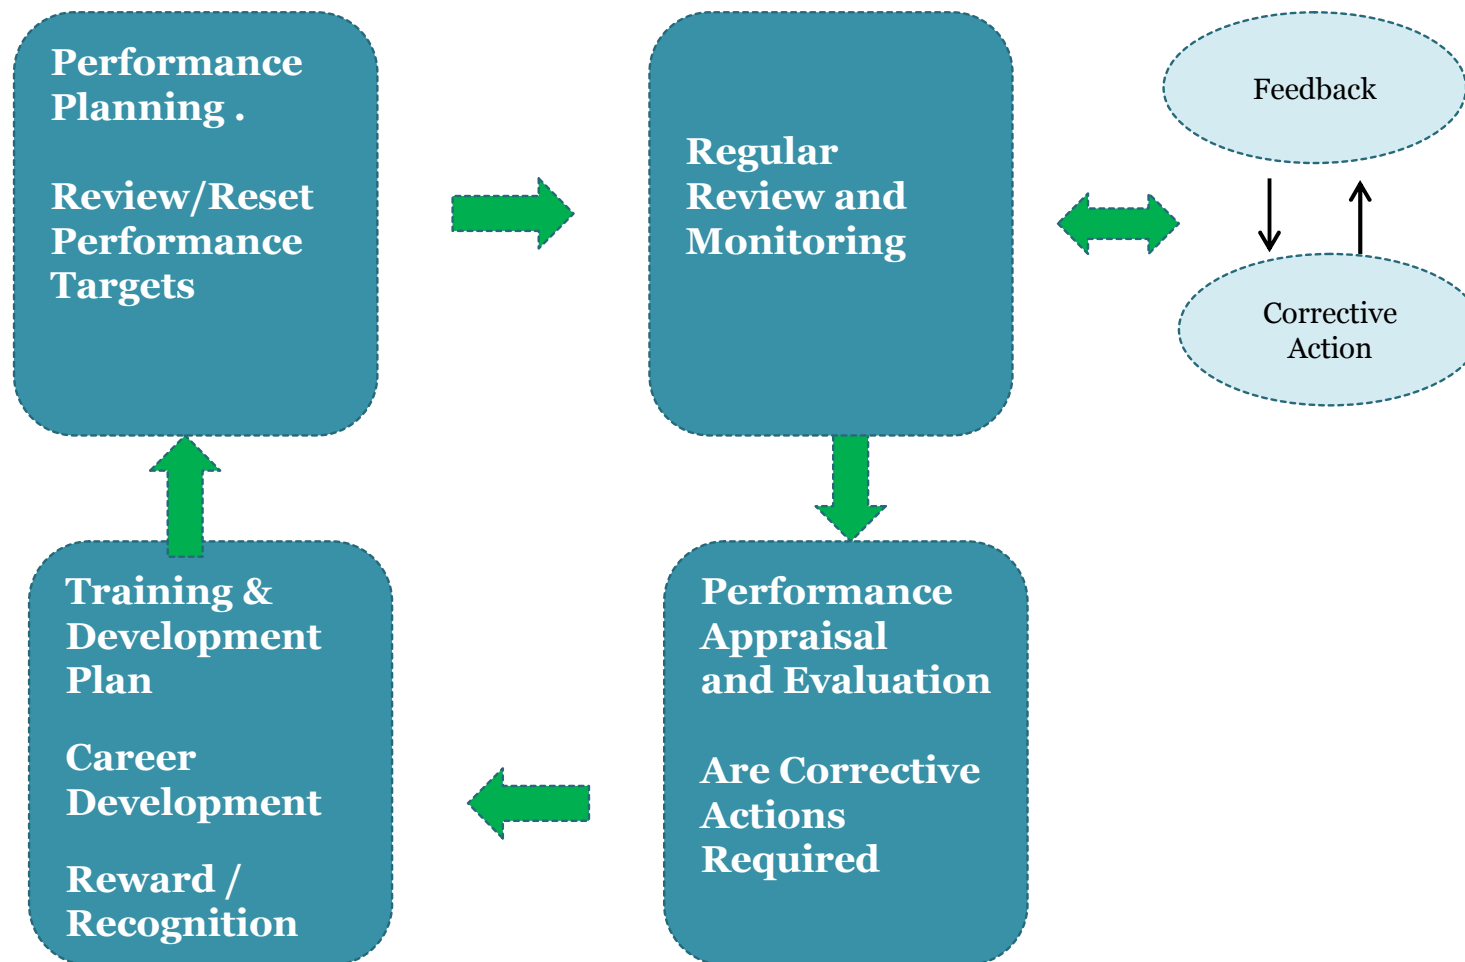 Performance
Planning .
Review/Reset
Performance
Targets
Regular
Review and
Monitoring
Feedback
Corrective
Action
Training &
Development
Plan
Career
Development
Reward /
Recognition
Performance
Appraisal
and Evaluation
Are Corrective
Actions
Required